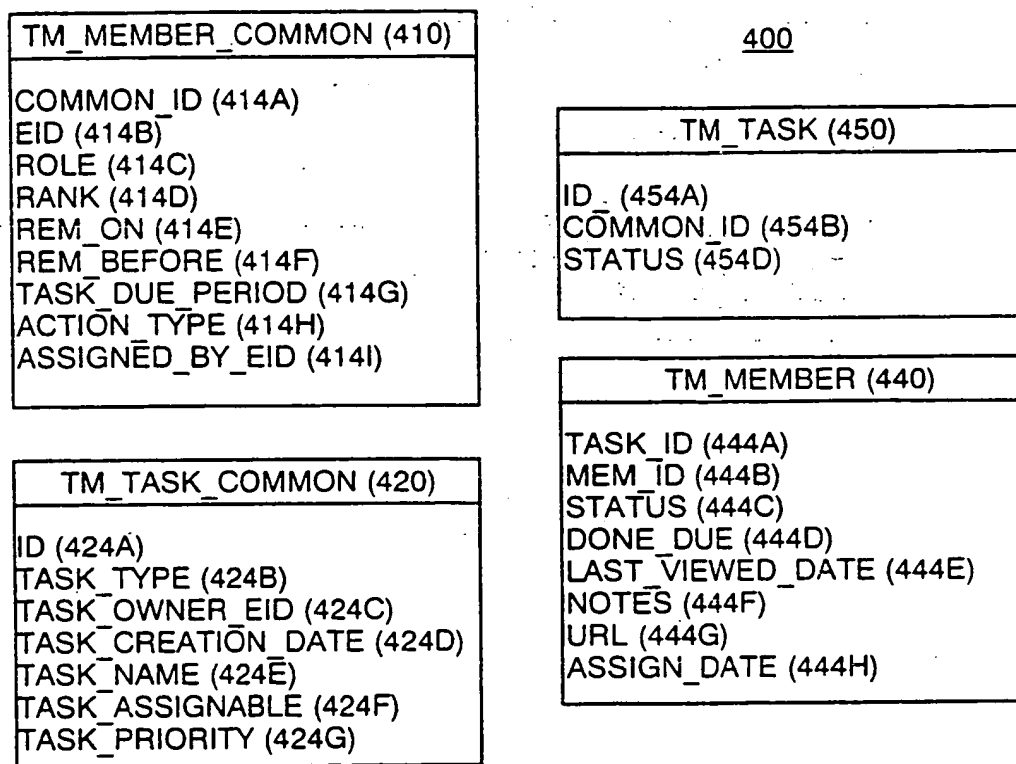 TM_MEMBER_COMMON (410)
COMMON_ID (414A)
EID (414B)
ROLE (414C)
RANK (414D)
REM_ON (414E)
REM_BEFORE (414F)
TASK_DUE_PERIOD (414G)
ACTION_TYPE (414H)
ASSIGNED_BY_EID (414I)
TM_TASK_COMMON (420)
ID (424A)
TASK_TYPE (424B)
TASK_OWNER_EID (424C)
TASK_CREATION_DATE (424D)
TASK_NAME (424E)
TASK_ASSIGNABLE (424F)
TASK_PRIORITY (424G)
400
TM_TASK (450)
ID_ (454A)
COMMON_ID (454B)
STATUS (454D)
TM_MEMBER (440)
TASK_ID (444A)
MEM_ID (444B)
STATUS (444C)
DONE_DUE (444D)
LAST_VIEWED_DATE (444E)
NOTES (444F)
URL (444G)
ASSIGN_DATE (444H)